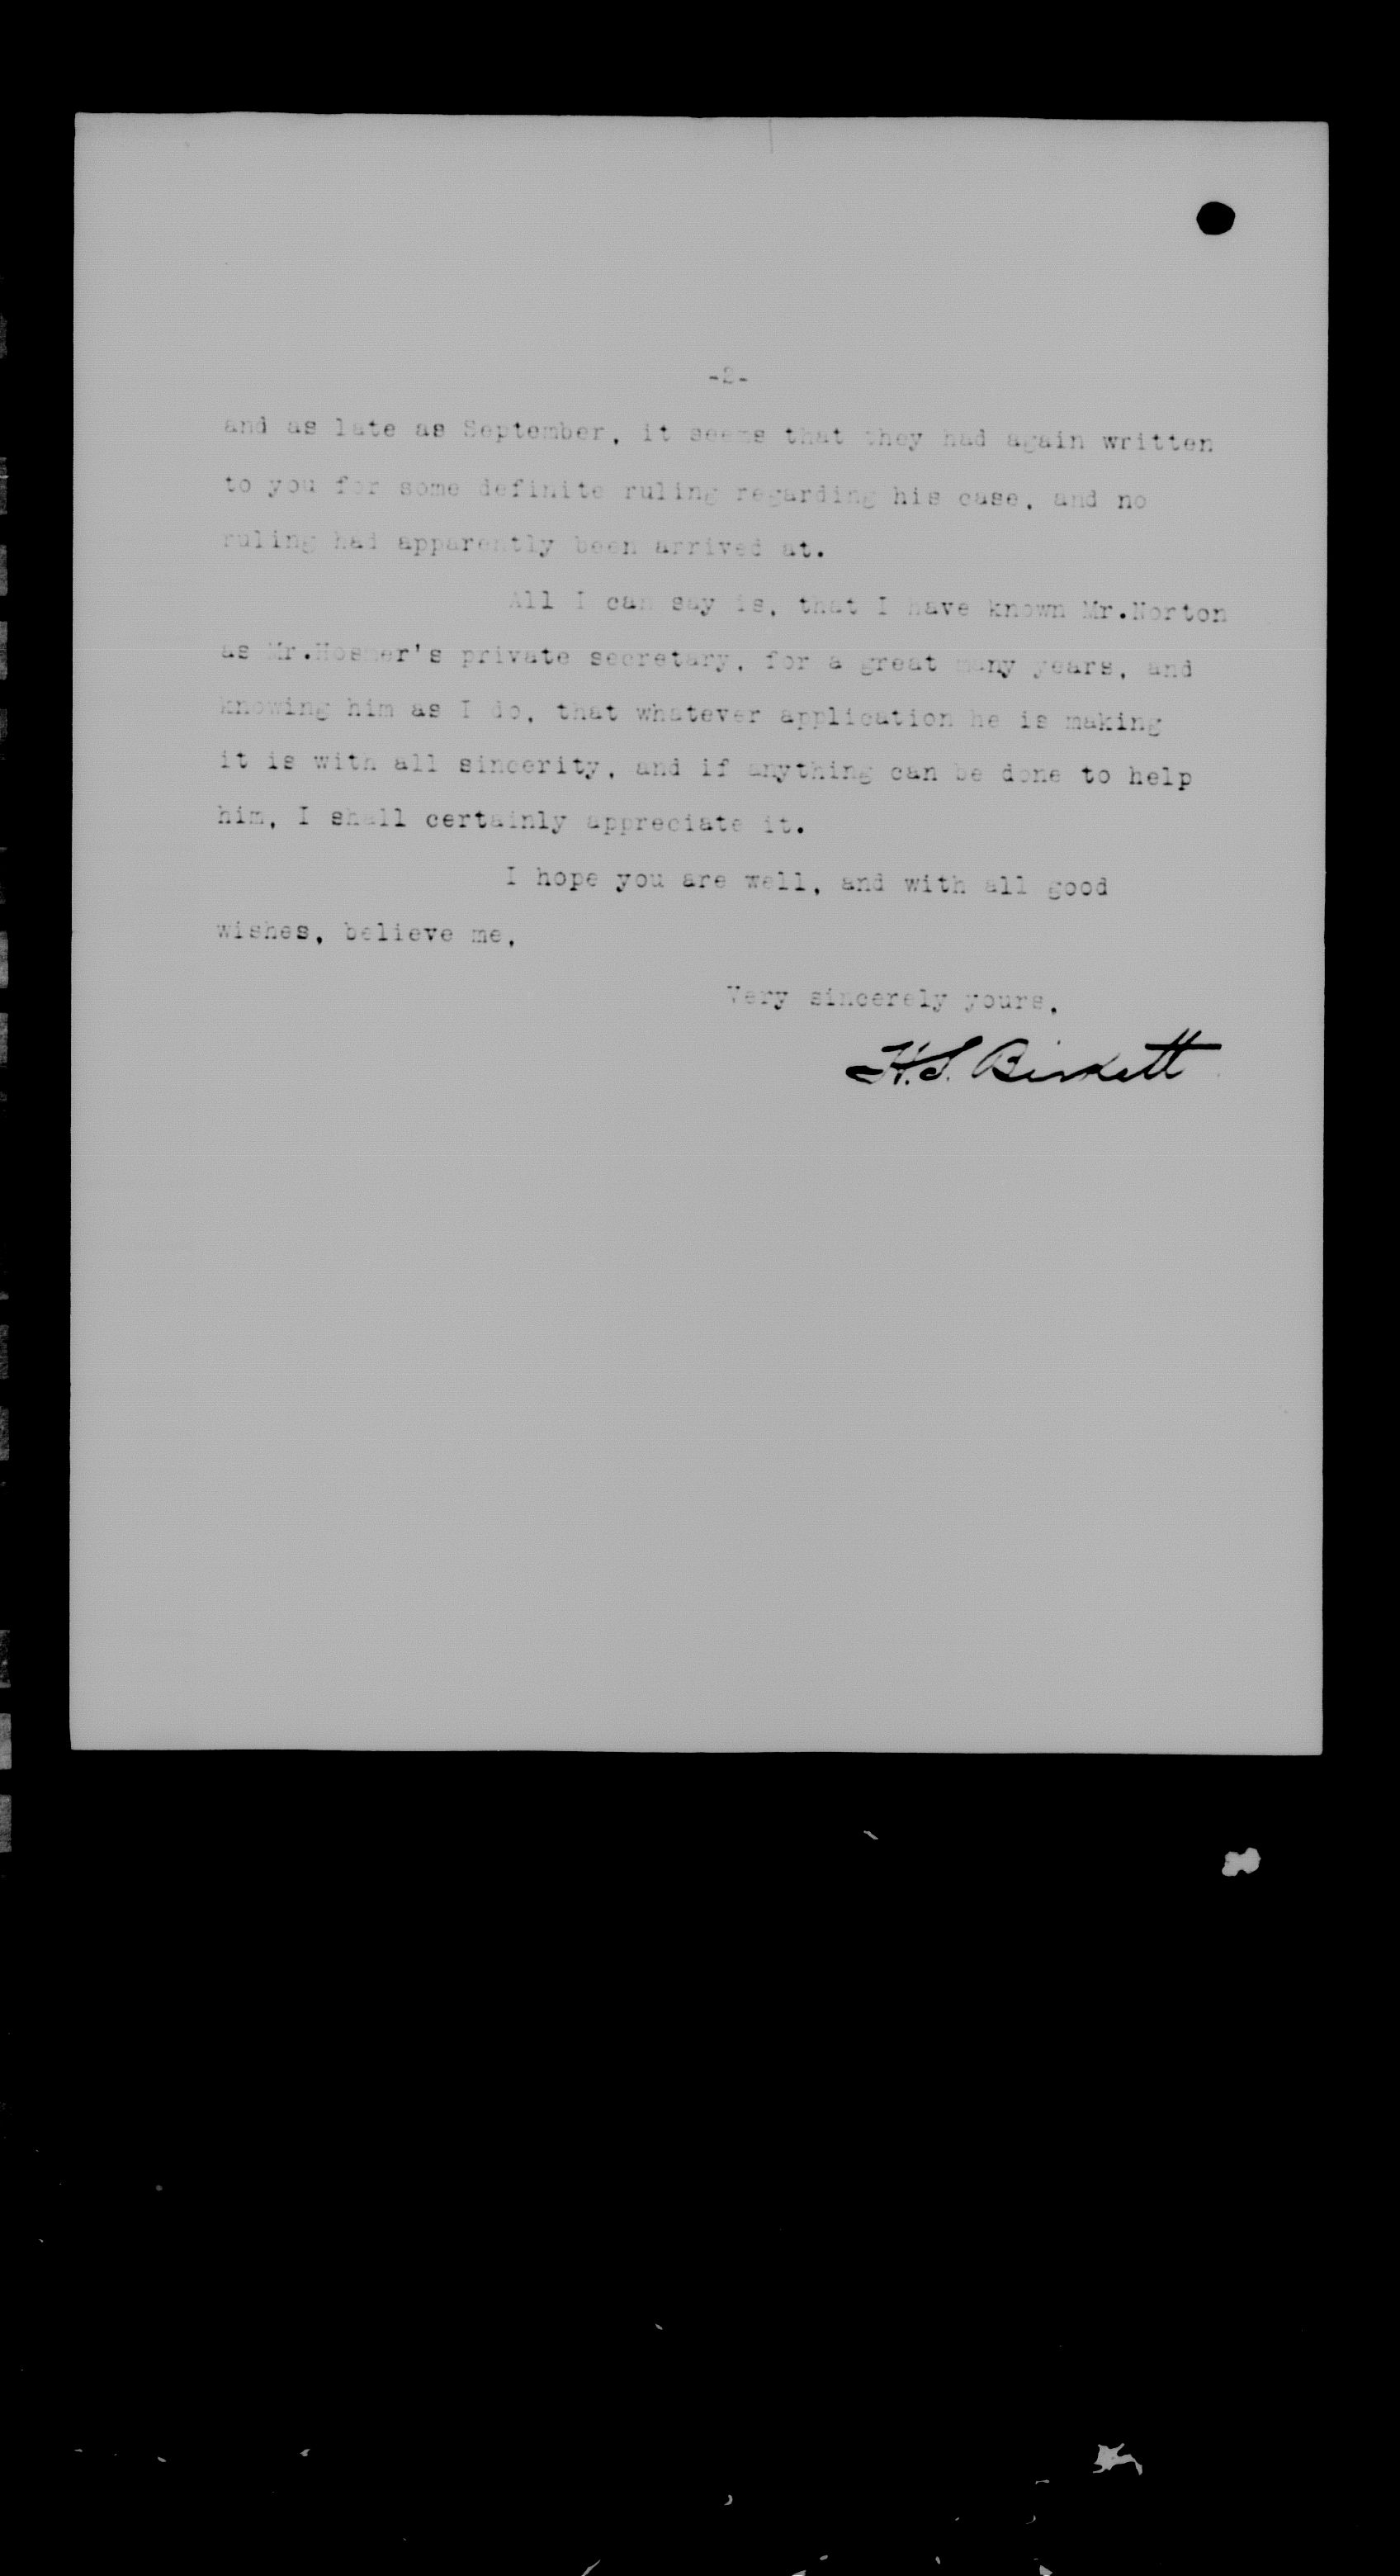 -2-
and as late as September, it seems that they had again written
to you for some definite ruling regarding his case, and no
ruling had apparently been arrived at.
All I can say is, that I have known Mr.Norton
as Mr.Hosmer's private secretary, for a great many years, and
knowing him as I do, that whatever application he is making
it is with all sincerity, and if anything can be done to help
him, I shall certainly appreciate it.
I hope you are well, and with all good
wishes, believe me,
Very sincerely yours,
H.S. Birkett